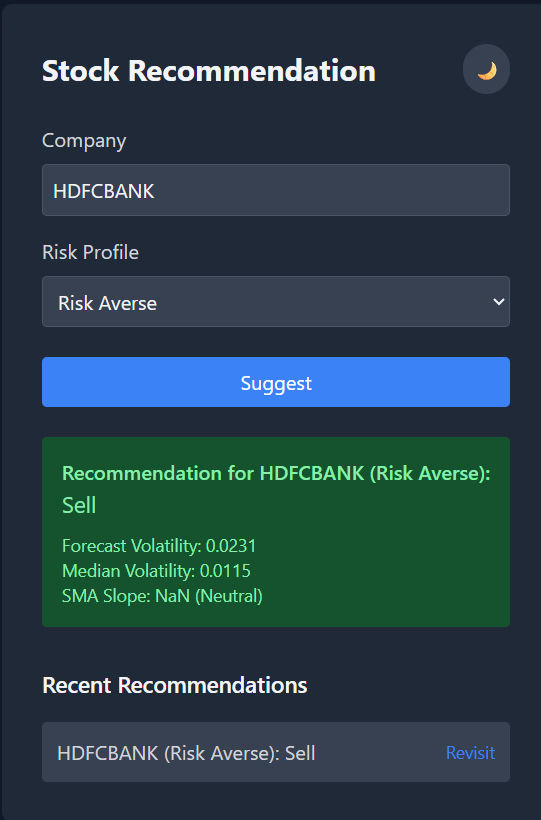 Stock Recommendation
Company
HDFCBANK
Risk Profile
Risk Averse
Suggest
Recommendation for HDFCBANK (Risk Averse):
Sell
Forecast Volatility: 0.0231
Median Volatility: 0.0115
SMA Slope: NaN (Neutral)
Recent Recommendations
HDFCBANK (Risk Averse): Sell Revisit